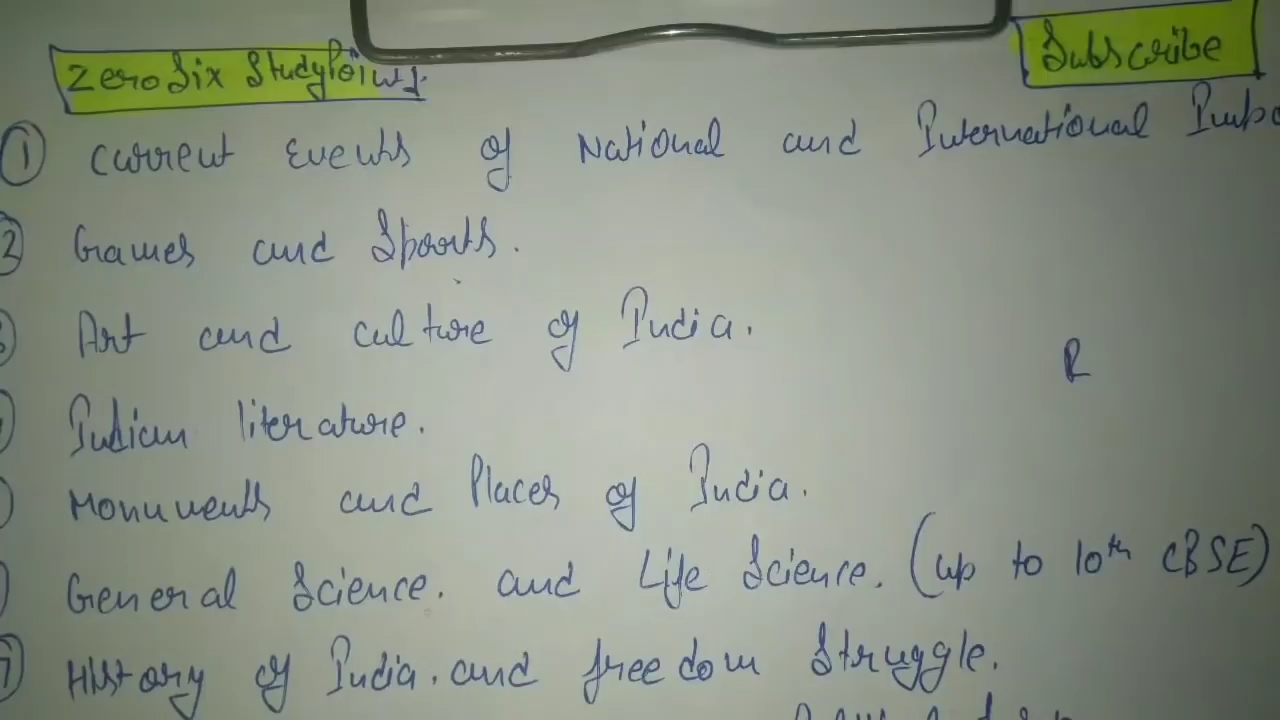 Zero Six Study Points
Subscribe
① Current Events of National and International
② Games and Sports.
Art and culture of India.
R
Indian literature.
Monuments and Places of India.
General Science. and Life Science. (up to 10th CBSE)
⑦ History of India. and freedom Struggle.